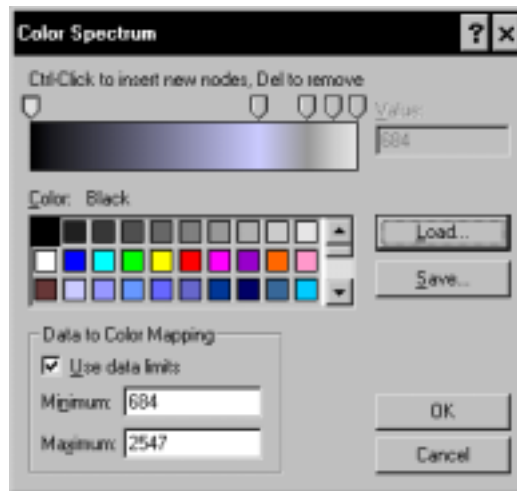 Color Spectrum
? ×
Ctrl-Click to insert new nodes, Del to remove
Value:
684
Color: Black
Load...
Save...
Data to Color Mapping
Use data limits
Minimum: 684
Maximum: 2547
OK
Cancel